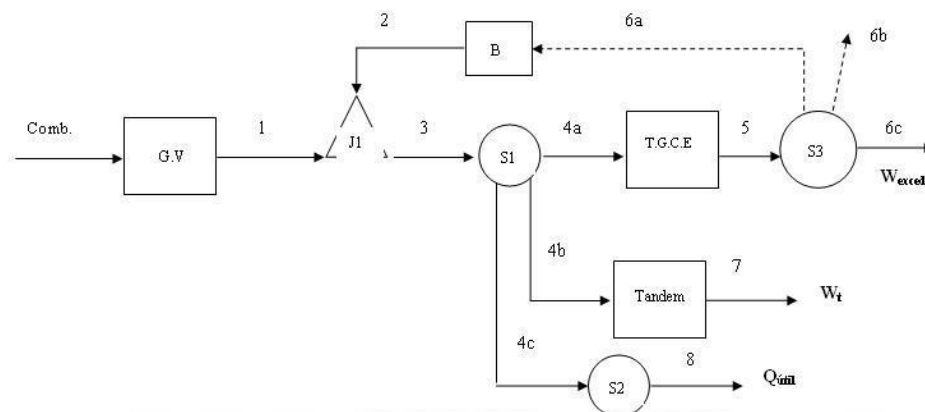 2
6a
6b
B
Comb.
G.V
1
J1
3
S1
4a
T.G.C.E
5
S3
6c
W
4b
Tandem
7
Wt
4c
S2
8
Qútil